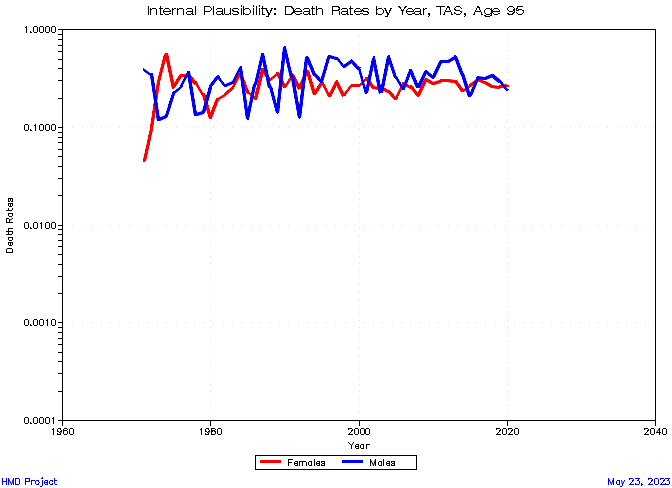 Internal Plausibility: Death Rates by Year, TAS, Age 95
1.0000
0.1000
0.0100
0.0010
0.0001
Death Rates
1960
1980
2000
2020
2040
Year
Females
Males
HMD Project
May 23, 2023